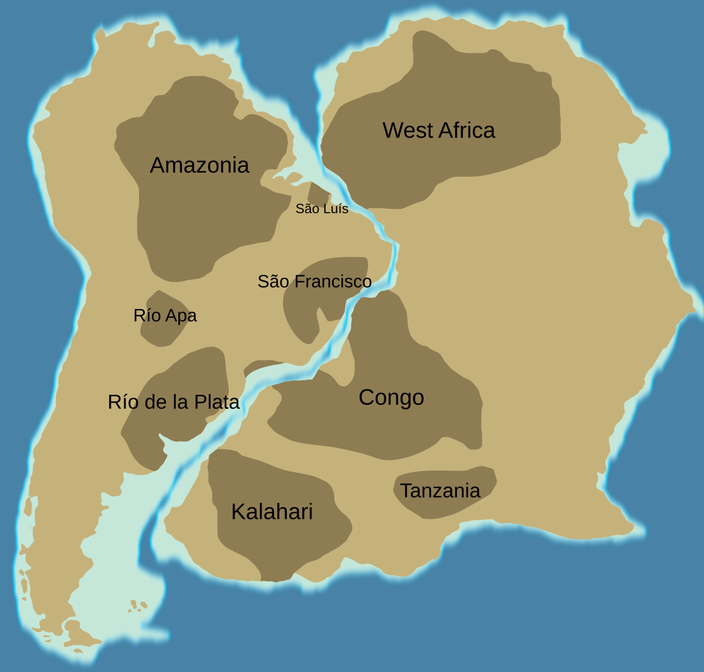 West Africa
Amazonia
São Luís
São Francisco
Río Apa
Congo
Río de la Plata
Tanzania
Kalahari